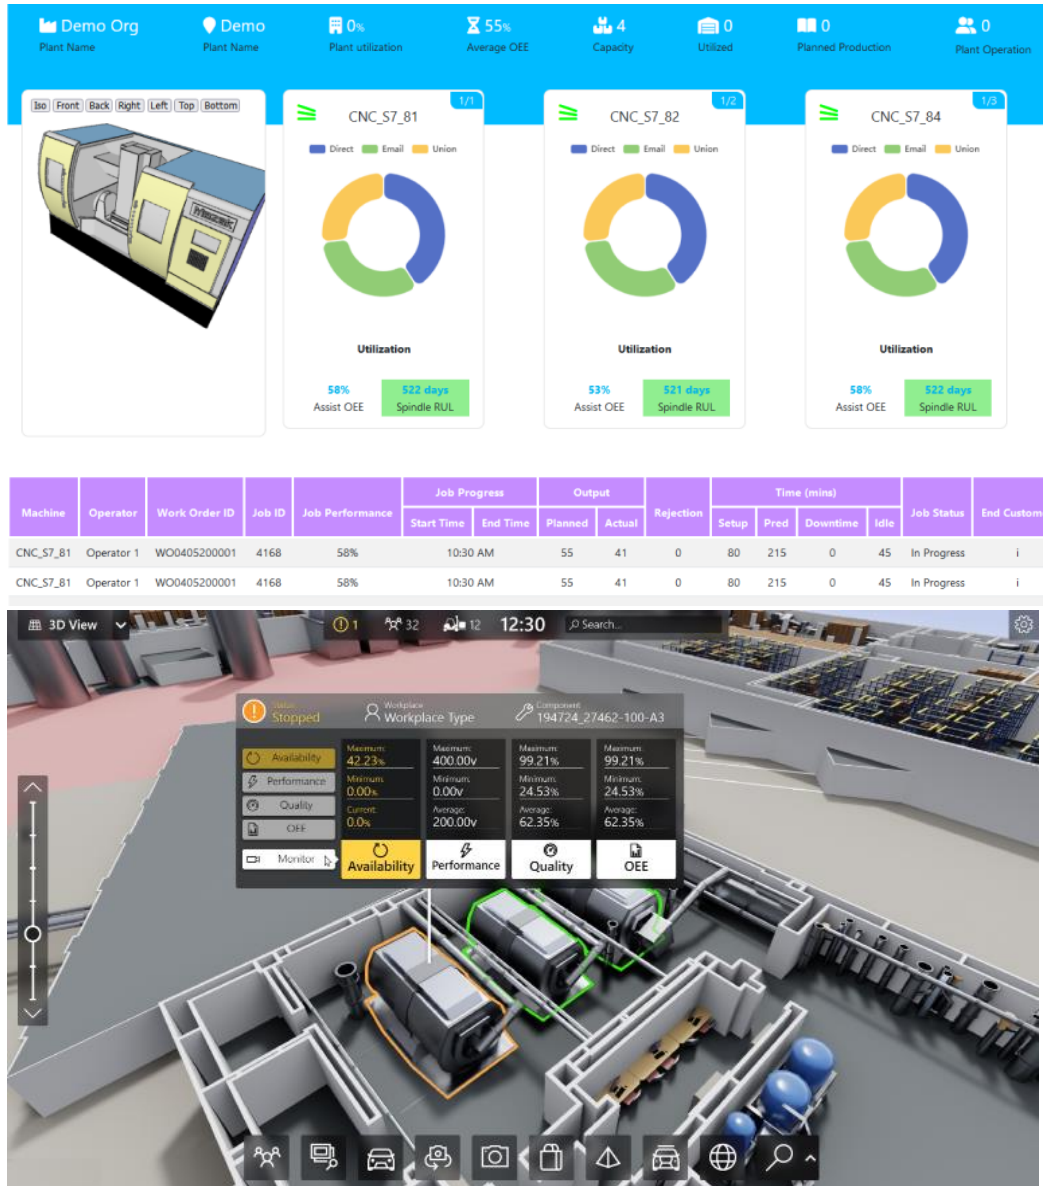 Demo Org
Plant Name
Demo
Plant Name
0%
Plant utilization
55%
Average OEE
4
Capacity
0
Utilized
0
Planned Production
0
Plant Operation
Iso Front Back Right Left Top Bottom
Mazak
1/1
CNC_S7_81
Direct Email Union
Utilization
58%
Assist OEE
522 days
Spindle RUL
1/2
CNC_S7_82
Direct Email Union
Utilization
53%
Assist OEE
521 days
Spindle RUL
1/3
CNC_S7_84
Direct Email Union
Utilization
58%
Assist OEE
522 days
Spindle RUL
Job Progress Output Time (mins)
Machine Operator Work Order ID Job ID Job Performance Rejection Job Status End Custom
Start Time End Time Planned Actual Setup Pred Downtime Idle
CNC_S7_81 Operator 1 WO0405200001 4168 58% 10:30 AM 55 41 0 80 215 0 45 In Progress i
CNC_S7_81 Operator 1 WO0405200001 4168 58% 10:30 AM 55 41 0 80 215 0 45 In Progress i
3D View 1 32 12 12:30 Search...
Status
Stopped
Workplace
Workplace Type
Component
194724_27462-100-A3
Availability
Performance
Quality
OEE
Monitor
Maximum:
42.23%
Minimum:
0.00%
Current:
0.0%
Availability
Maximum:
400.00v
Minimum:
0.00v
Average:
200.00v
Performance
Maximum:
99.21%
Minimum:
24.53%
Average:
62.35%
Quality
Maximum:
99.21%
Minimum:
24.53%
Average:
62.35%
OEE